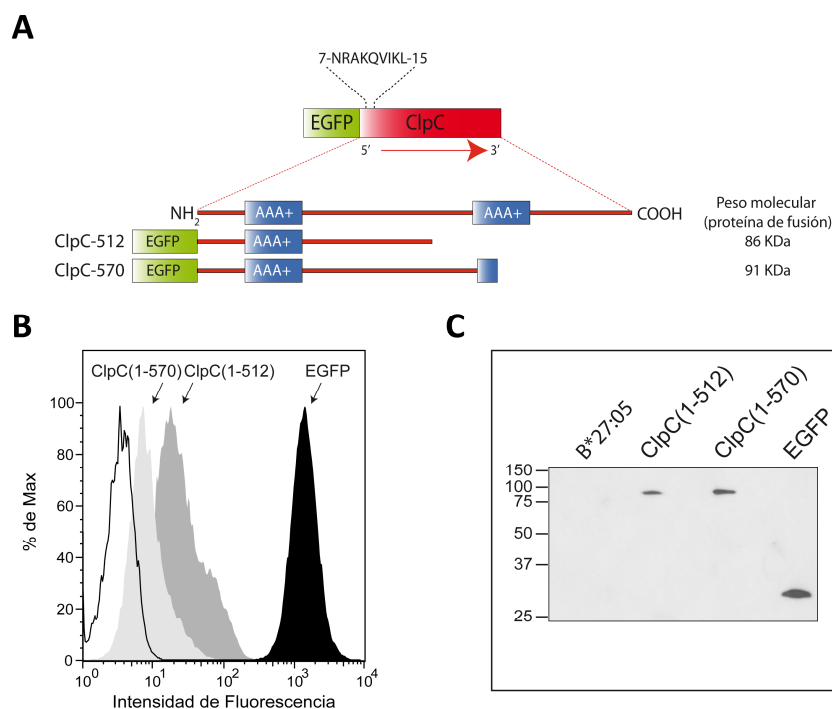 A
7-NRAKQVIKL-15
EGFP ClpC
5’ 3’
NH2 AAA+ AAA+ COOH
Peso molecular
(proteína de fusión)
ClpC-512 EGFP AAA+ 86 KDa
ClpC-570 EGFP AAA+ 91 KDa
B
ClpC(1-570) ClpC(1-512) EGFP
100
80
60
40
20
0
% de Max
10^0 10^1 10^2 10^3 10^4
Intensidad de Fluorescencia
C
B*27:05 ClpC(1-512) ClpC(1-570) EGFP
150
100
75
50
37
25